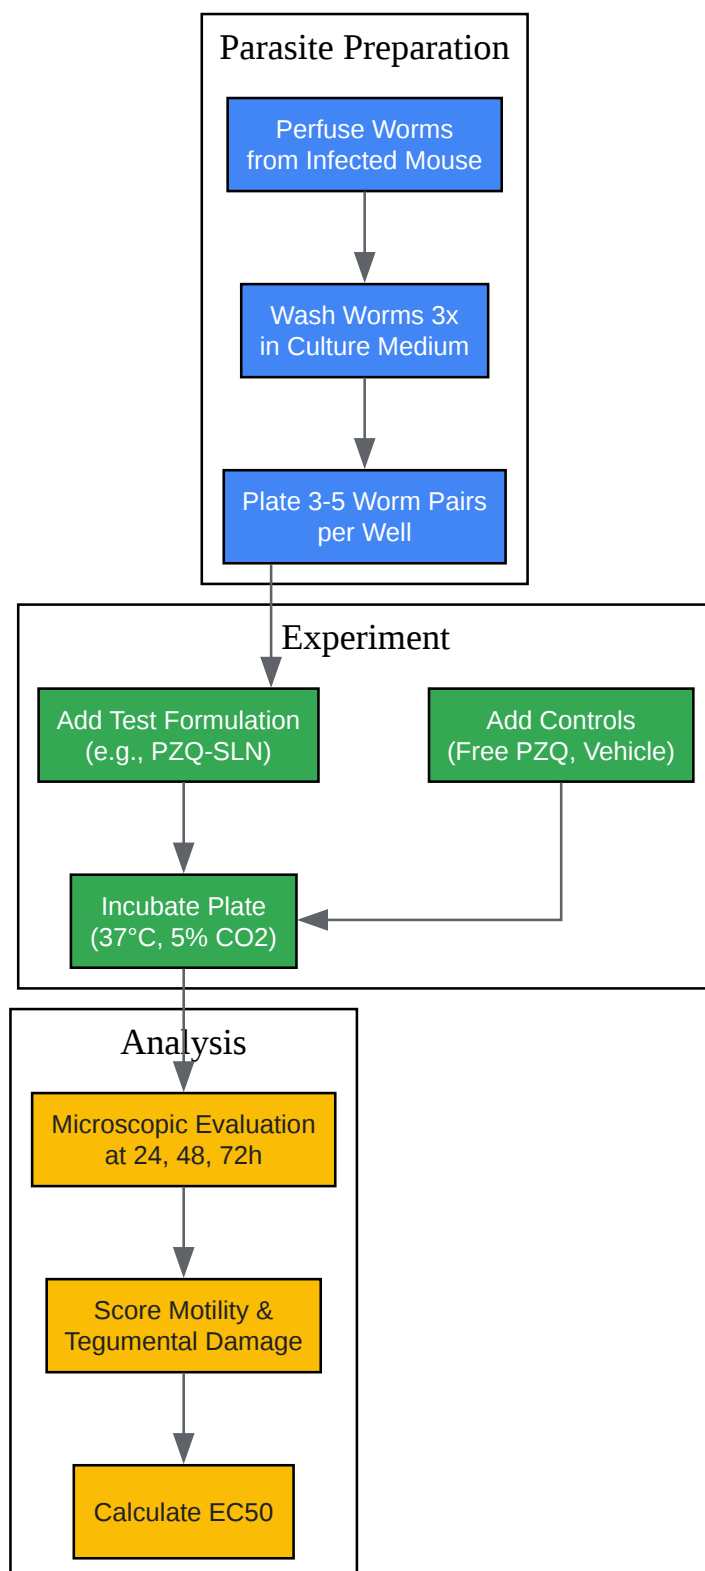 Parasite Preparation
Perfuse Worms
from Infected Mouse
Wash Worms 3x
in Culture Medium
Plate 3-5 Worm Pairs
per Well
Experiment
Add Test Formulation
(e.g., PZQ-SLN)
Add Controls
(Free PZQ, Vehicle)
Incubate Plate
(37°C, 5% CO2)
Analysis
Microscopic Evaluation
at 24, 48, 72h
Score Motility &
Tegumental Damage
Calculate EC50